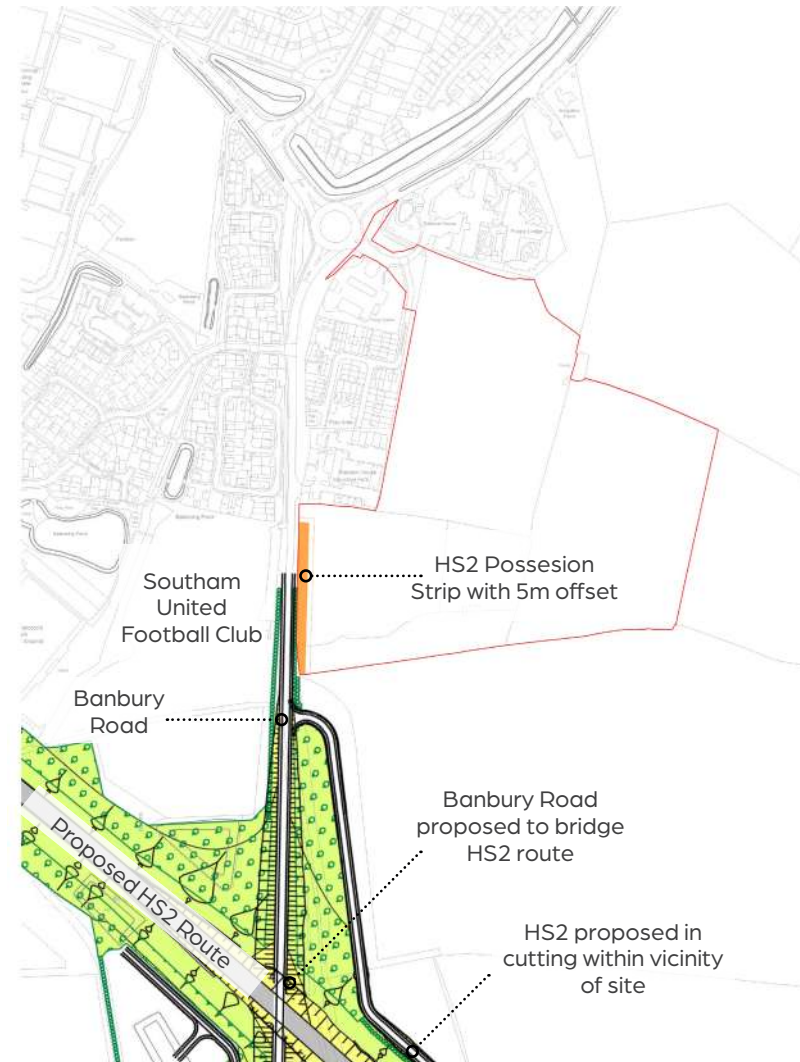 HS2 Possesion
Strip with 5m offset
Southam
United
Football Club
Banbury
Road
Banbury Road
proposed to bridge
HS2 route
Proposed HS2 Route
HS2 proposed in
cutting within vicinity
of site